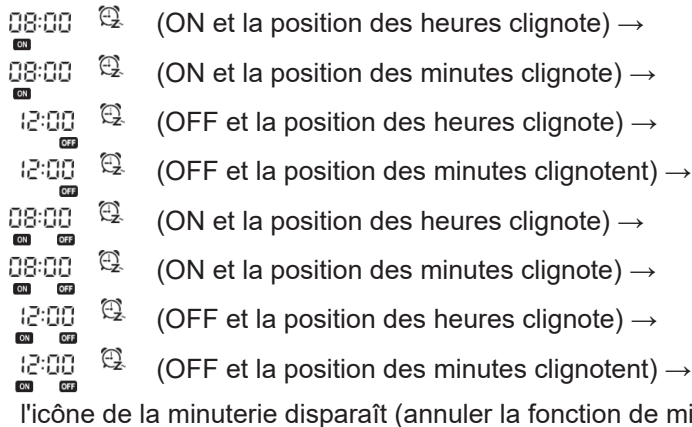 08:00 (ON et la position des heures clignote) →
ON
08:00 (ON et la position des minutes clignote) →
ON
12:00 (OFF et la position des heures clignote) →
OFF
12:00 (OFF et la position des minutes clignotent) →
OFF
08:00 (ON et la position des heures clignote) →
ON OFF
08:00 (ON et la position des minutes clignote) →
ON OFF
12:00 (OFF et la position des heures clignote) →
ON OFF
12:00 (OFF et la position des minutes clignotent) →
ON OFF
l'icône de la minuterie disparaît (annuler la fonction de